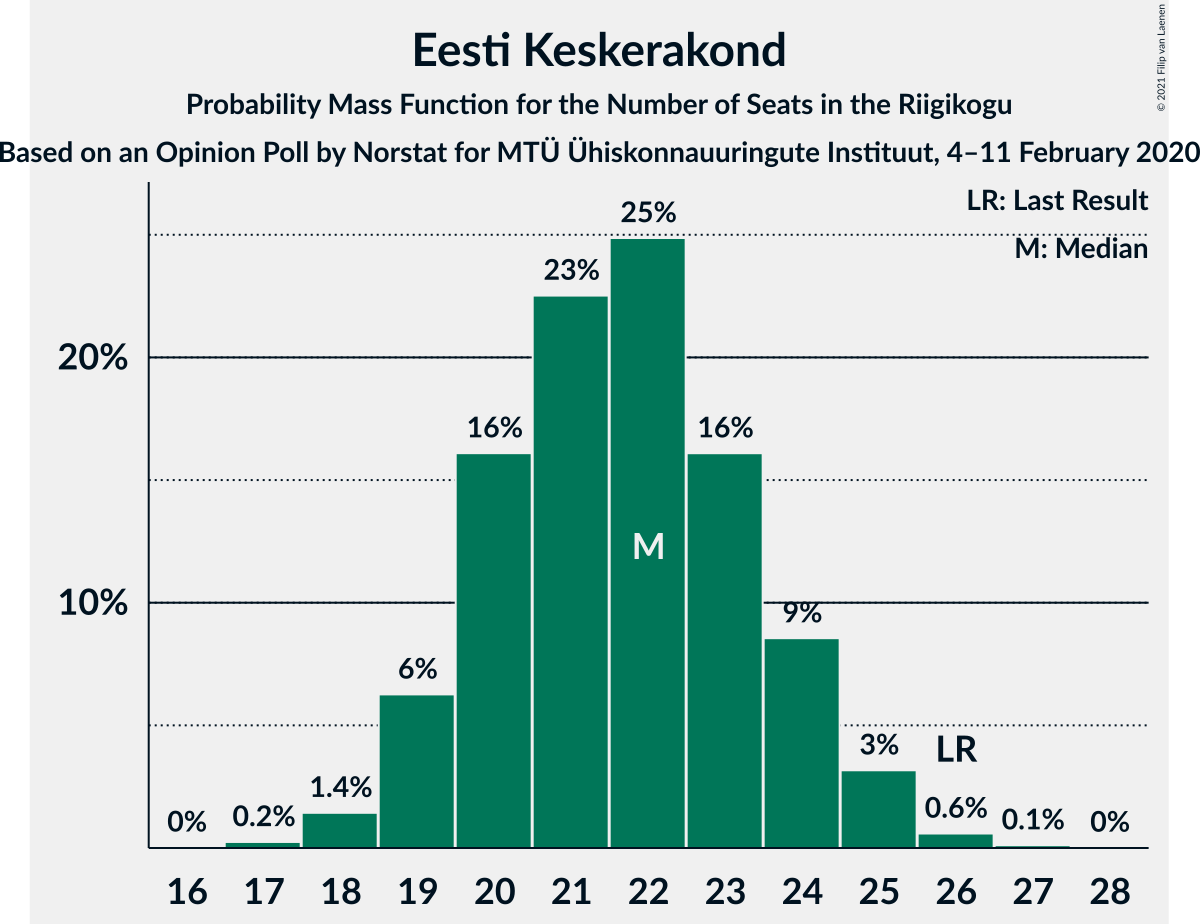 Eesti Keskerakond
Probability Mass Function for the Number of Seats in the Riigikogu
Based on an Opinion Poll by Norstat for MTÜ Ühiskonnauuringute Instituut, 4–11 February 2020
© 2021 Filip van Laenen
LR: Last Result
M: Median
25%
23%
20%
16%
16%
M
10%
9%
6%
3%
LR
1.4%
0%
0.2%
0.6%
0.1%
0%
16 17 18 19 20 21 22 23 24 25 26 27 28